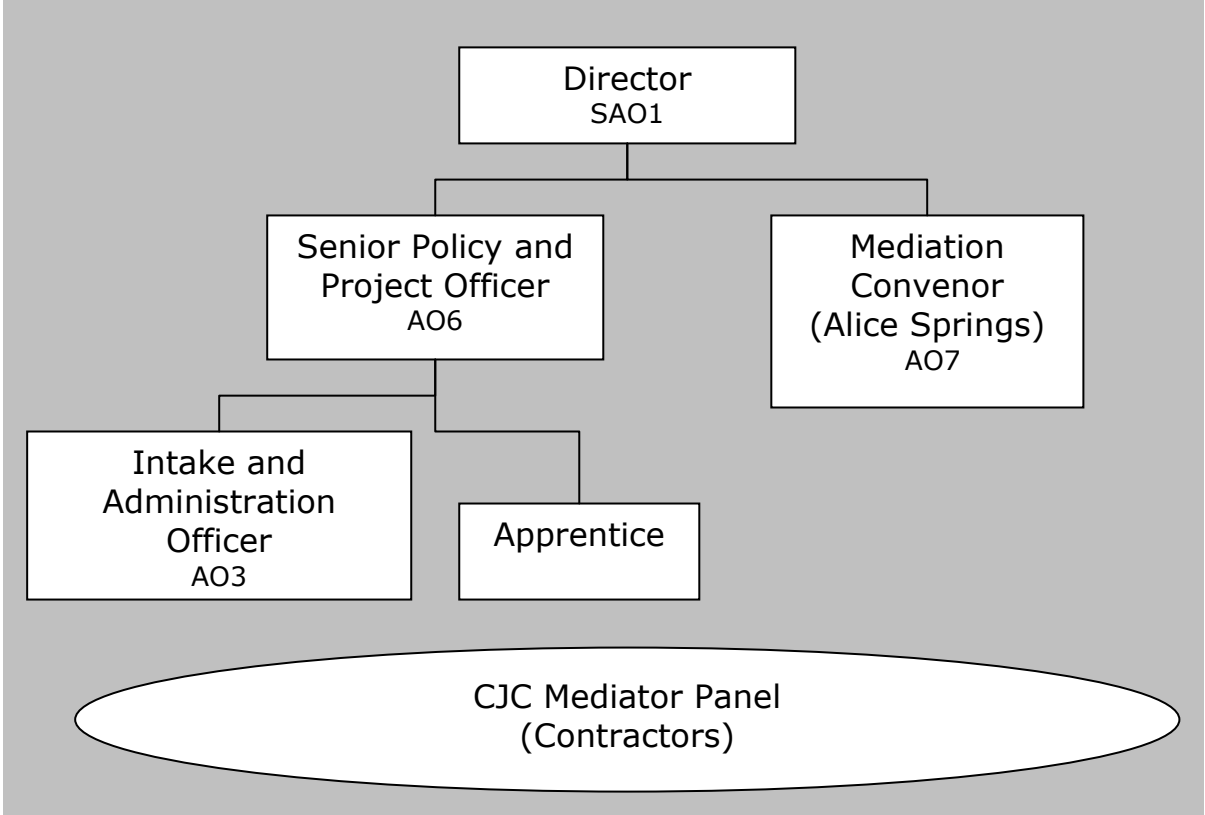 Director
SAO1
Senior Policy and
Project Officer
AO6
Mediation
Convenor
(Alice Springs)
AO7
Intake and
Administration
Officer
AO3
Apprentice
CJC Mediator Panel
(Contractors)